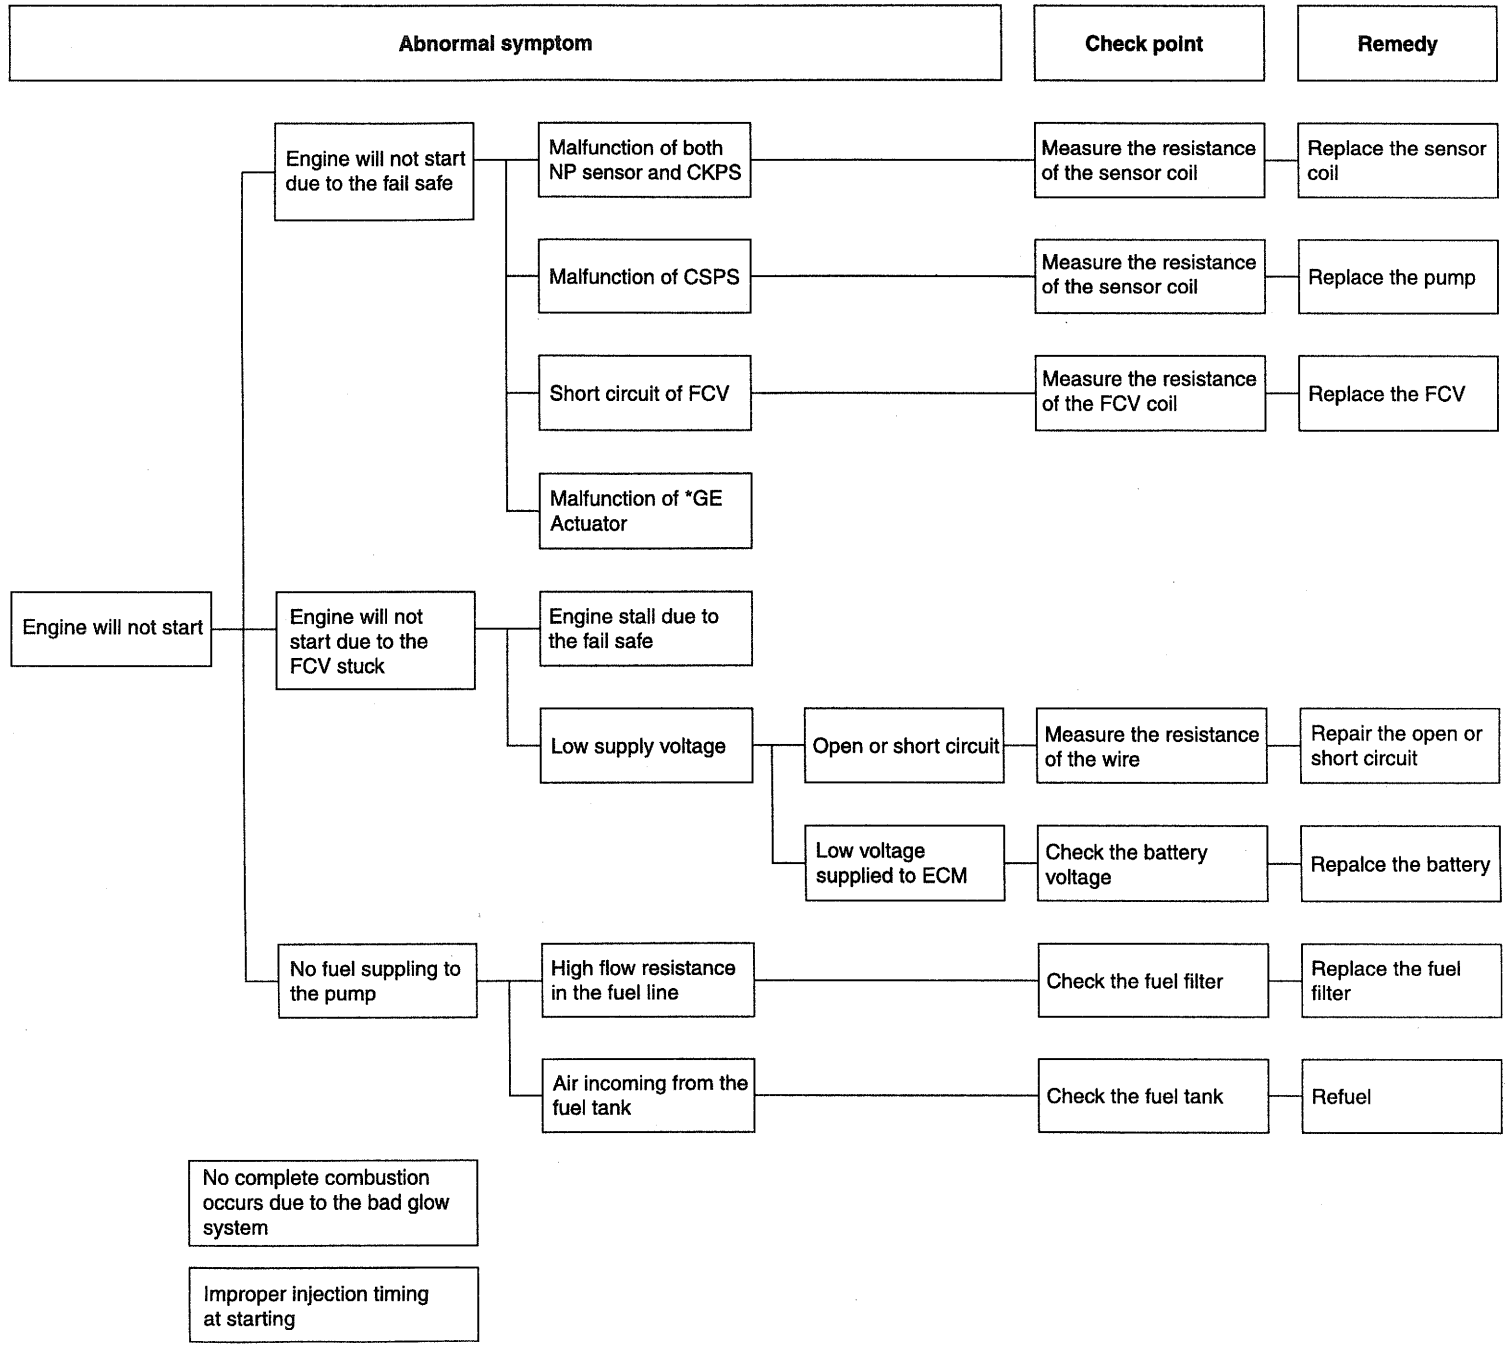 Abnormal symptom
Check point
Remedy
Engine will not start
due to the fail safe
Malfunction of both
NP sensor and CKPS
Measure the resistance
of the sensor coil
Replace the sensor
coil
Malfunction of CSPS
Measure the resistance
of the sensor coil
Replace the pump
Short circuit of FCV
Measure the resistance
of the FCV coil
Replace the FCV
Malfunction of *GE
Actuator
Engine will not start
Engine will not
start due to the
FCV stuck
Engine stall due to
the fail safe
Low supply voltage
Open or short circuit
Measure the resistance
of the wire
Repair the open or
short circuit
Low voltage
supplied to ECM
Check the battery
voltage
Repalce the battery
No fuel suppling to
the pump
High flow resistance
in the fuel line
Check the fuel filter
Replace the fuel
filter
Air incoming from the
fuel tank
Check the fuel tank
Refuel
No complete combustion
occurs due to the bad glow
system
Improper injection timing
at starting